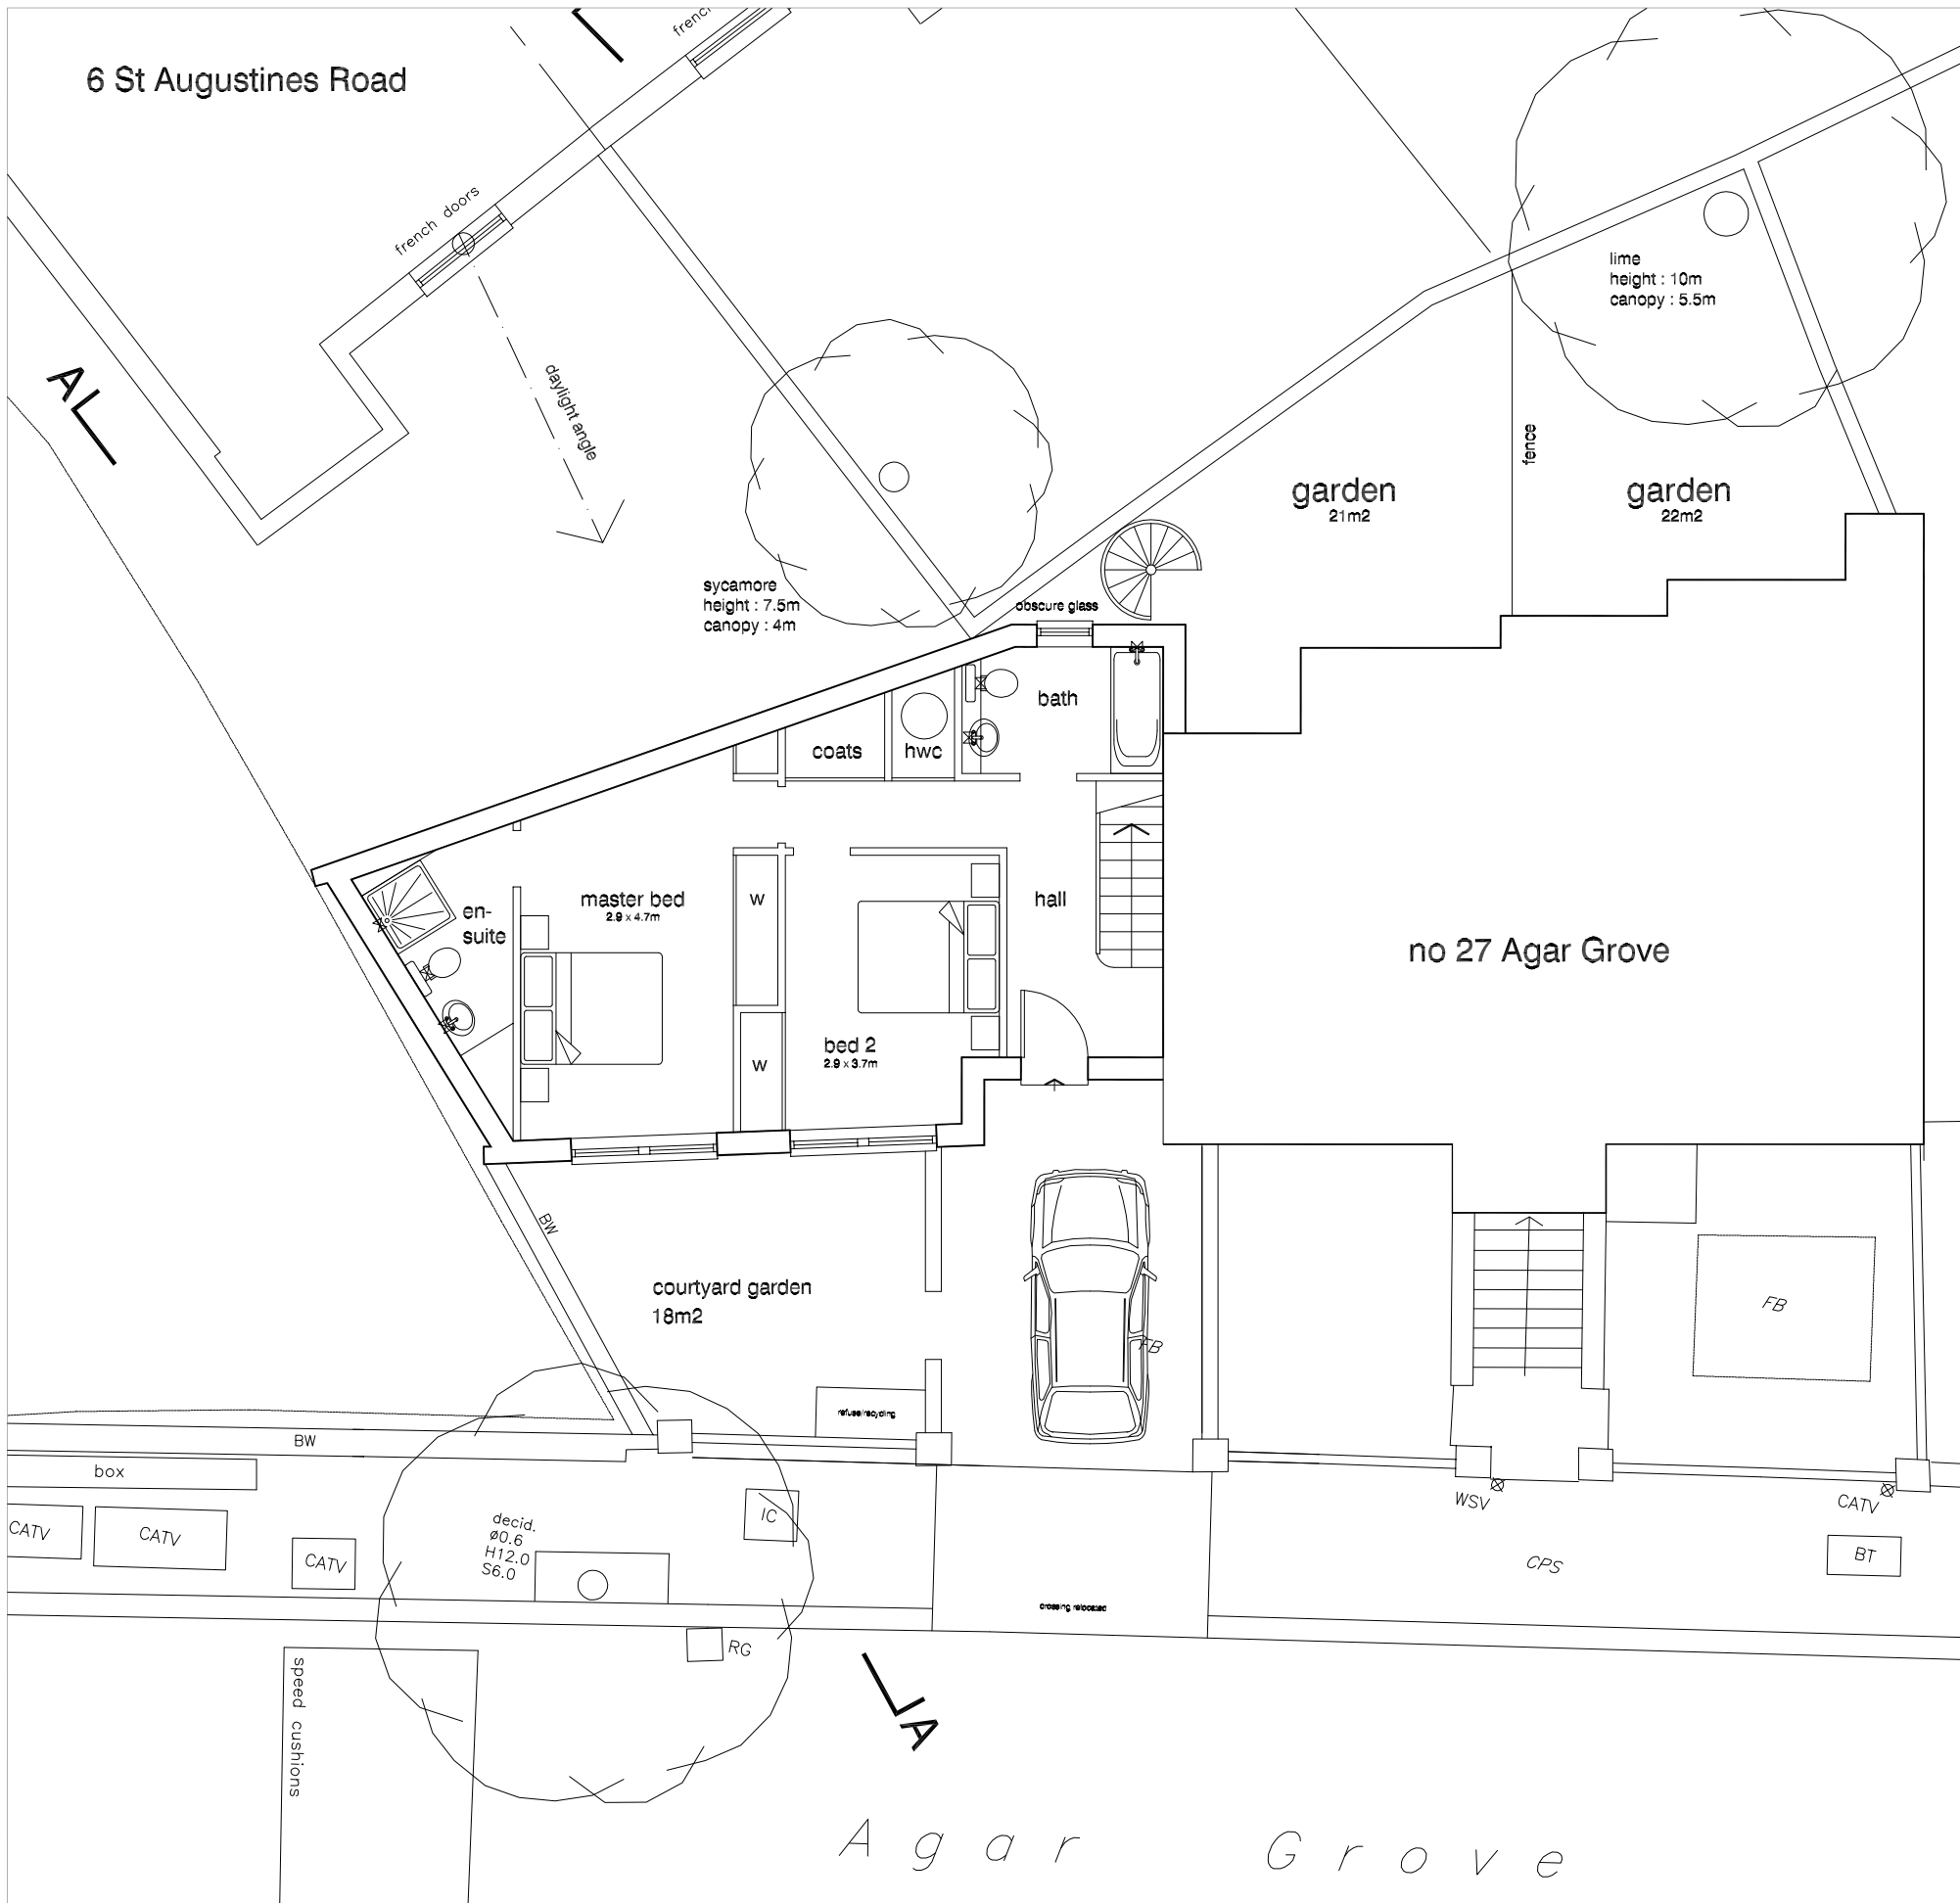 french
6 St Augustines Road
french doors
lime
height : 10m
canopy : 5.5m
A
daylight angle
fence
garden
21m2
garden
22m2
sycamore
height : 7.5m
canopy : 4m
obscure glass
bath
coats
hwc
master bed
2.9 x 4.7m
W
hall
en-
suite
no 27 Agar Grove
bed 2
2.9 x 3.7m
W
BW
courtyard garden
18m2
FB
FB
refuse/recycling
BW
box
WSV
CATV
CATV
CATV
CATV
IC
decid.
ø0.6
H12.0
S6.0
CPS
BT
crossing relocated
RG
speed cushions
A
Agar Grove